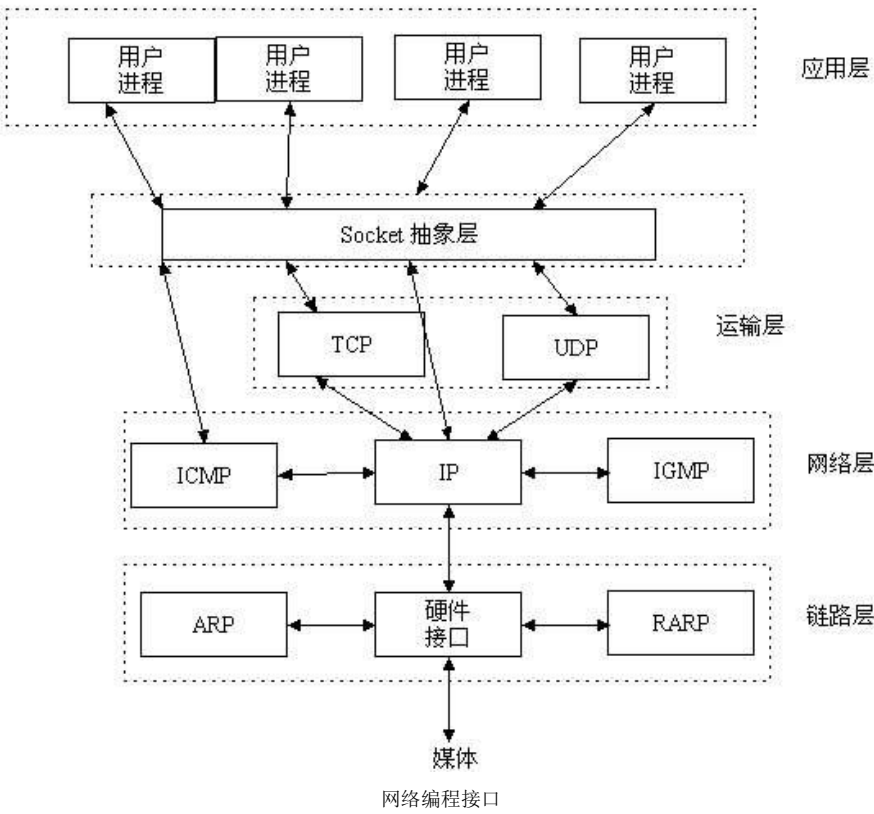 用户
进程
用户
进程
用户
进程
用户
进程
应用层
Socket 抽象层
运输层
TCP
UDP
ICMP
IP
IGMP
网络层
ARP
硬件
接口
RARP
链路层
媒体
网络编程接口